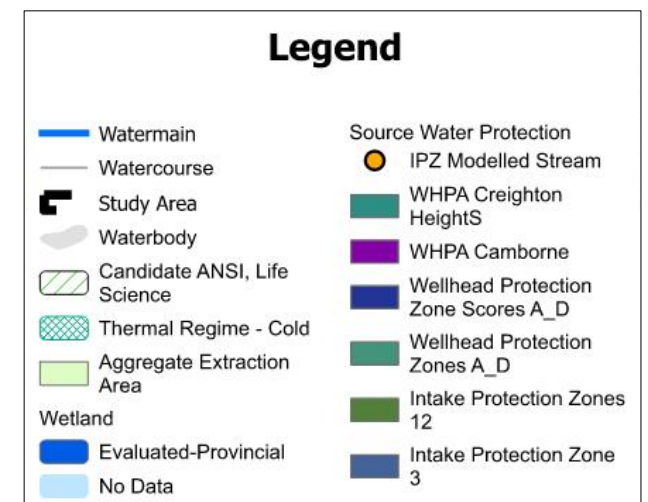 Legend
Watermain
Watercourse
Study Area
Waterbody
Candidate ANSI, Life
Science
Thermal Regime - Cold
Aggregate Extraction
Area
Wetland
Evaluated-Provincial
No Data
Source Water Protection
IPZ Modelled Stream
WHPA Creighton
HeightS
WHPA Camborne
Wellhead Protection
Zone Scores A_D
Wellhead Protection
Zones A_D
Intake Protection Zones
12
Intake Protection Zone
3